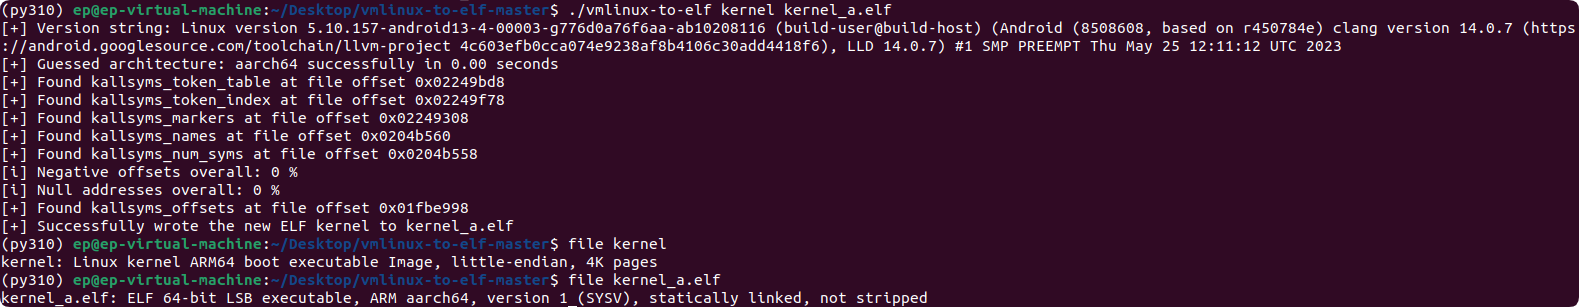 (py310) ep@ep-virtual-machine:~/Desktop/vmlinux-to-elf-master$ ./vmlinux-to-elf kernel kernel_a.elf
[+] Version string: Linux version 5.10.157-android13-4-00003-g776d0a76f6aa-ab10208116 (build-user@build-host) (Android (8508608, based on r450784e) clang version 14.0.7 (https
://android.googlesource.com/toolchain/llvm-project 4c603efb0cca074e9238af8b4106c30add4418f6), LLD 14.0.7) #1 SMP PREEMPT Thu May 25 12:11:12 UTC 2023
[+] Guessed architecture: aarch64 successfully in 0.00 seconds
[+] Found kallsyms_token_table at file offset 0x02249bd8
[+] Found kallsyms_token_index at file offset 0x02249f78
[+] Found kallsyms_markers at file offset 0x02249308
[+] Found kallsyms_names at file offset 0x0204b560
[+] Found kallsyms_num_syms at file offset 0x0204b558
[i] Negative offsets overall: 0 %
[i] Null addresses overall: 0 %
[+] Found kallsyms_offsets at file offset 0x01fbe998
[+] Successfully wrote the new ELF kernel to kernel_a.elf
(py310) ep@ep-virtual-machine:~/Desktop/vmlinux-to-elf-master$ file kernel
kernel: Linux kernel ARM64 boot executable Image, little-endian, 4K pages
(py310) ep@ep-virtual-machine:~/Desktop/vmlinux-to-elf-master$ file kernel_a.elf
kernel_a.elf: ELF 64-bit LSB executable, ARM aarch64, version 1 (SYSV), statically linked, not stripped